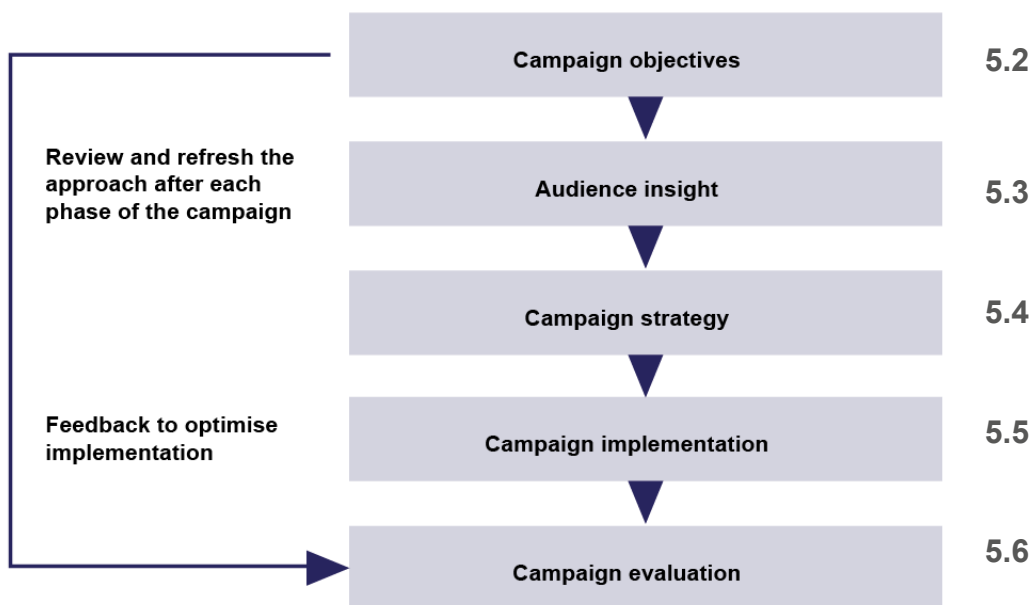 Campaign objectives
5.2
Review and refresh the
approach after each
phase of the campaign
Audience insight
5.3
Campaign strategy
5.4
Feedback to optimise
implementation
Campaign implementation
5.5
Campaign evaluation
5.6